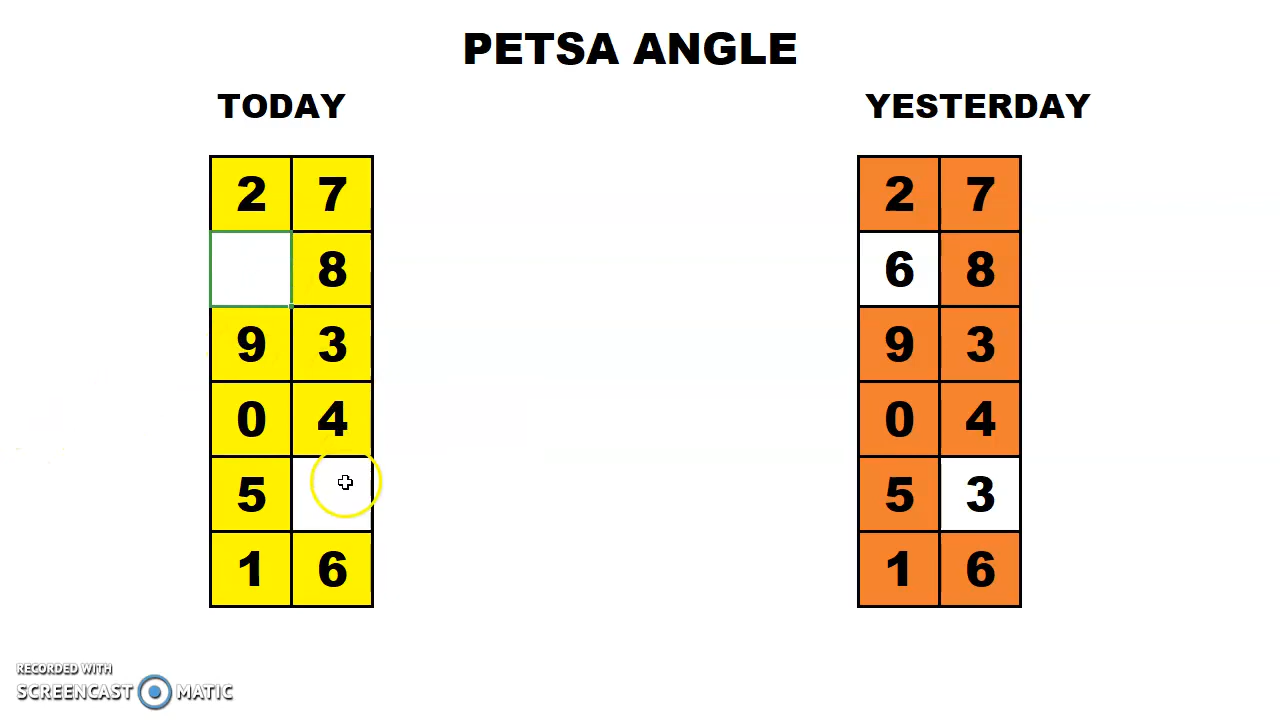 PETSA ANGLE
TODAY
2 7
8
9 3
0 4
5
1 6
YESTERDAY
2 7
6 8
9 3
0 4
5 3
1 6
RECORDED WITH
SCREENCAST MATIC